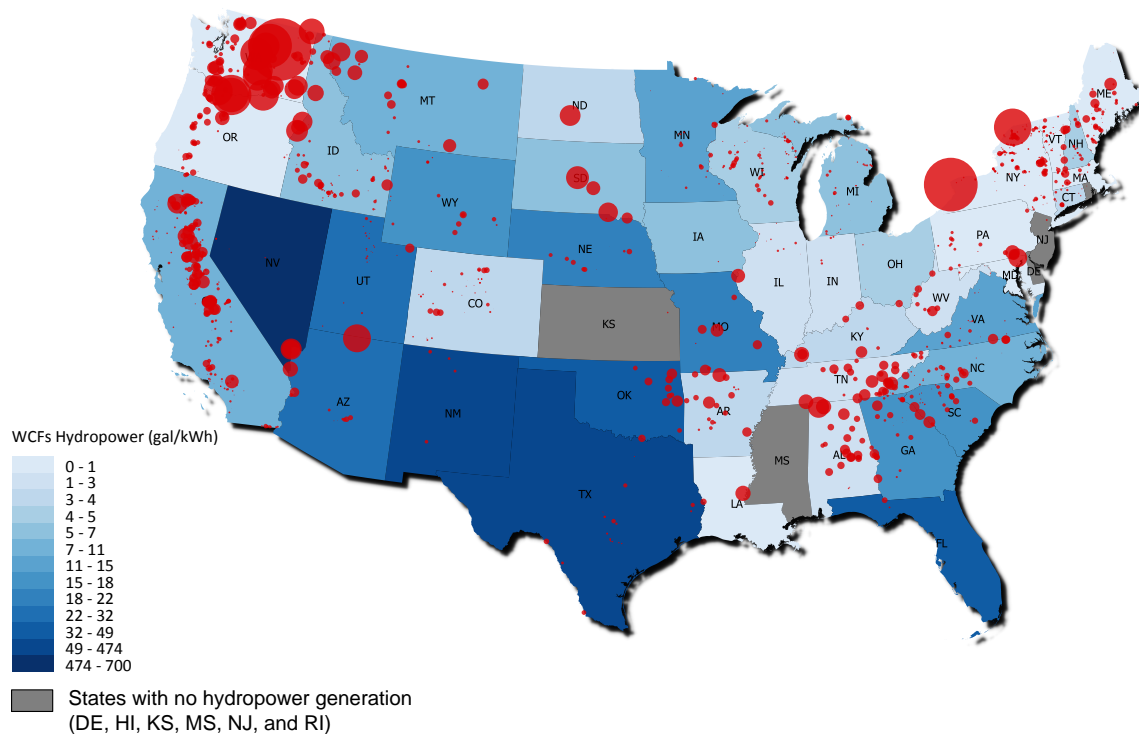 ME
MT
ND
VT
MN
OR
NH
ID
WI
MA
SD
NY
MI
CT
WY
PA
IA
NJ
NE
NV
OH
DE
MD
UT
IL
IN
WV
CO
VA
KS
MO
KY
NC
TN
OK
AZ
AR
SC
NM
GA
MS
AL
TX
LA
FL
WCFs Hydropower (gal/kWh)
0 - 1
1 - 3
3 - 4
4 - 5
5 - 7
7 - 11
11 - 15
15 - 18
18 - 22
22 - 32
32 - 49
49 - 474
474 - 700
States with no hydropower generation
(DE, HI, KS, MS, NJ, and RI)